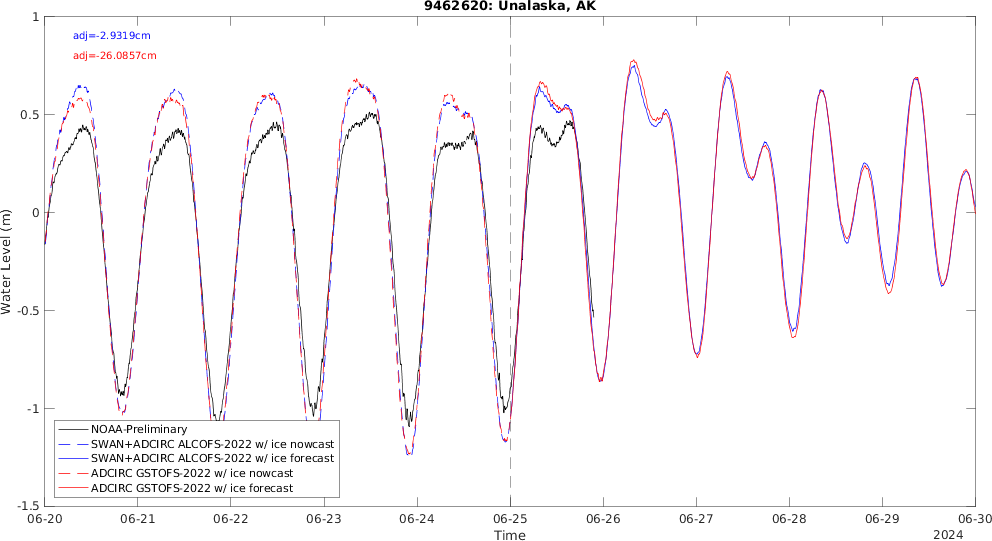 9462620: Unalaska, AK
adj=-2.9319cm
adj=-26.0857cm
Water Level (m)
1
0.5
0
-0.5
-1
-1.5
NOAA-Preliminary
SWAN+ADCIRC ALCOFS-2022 w/ ice nowcast
SWAN+ADCIRC ALCOFS-2022 w/ ice forecast
ADCIRC GSTOFS-2022 w/ ice nowcast
ADCIRC GSTOFS-2022 w/ ice forecast
06-20 06-21 06-22 06-23 06-24 06-25 06-26 06-27 06-28 06-29 06-30
Time
2024